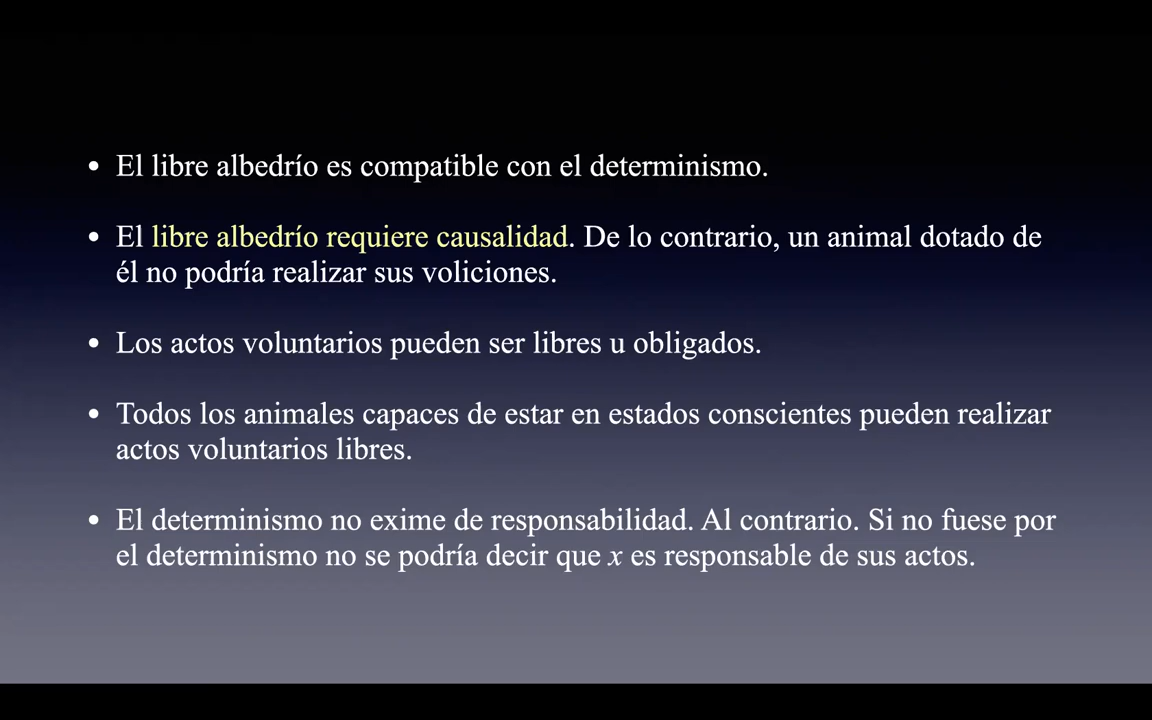 • El libre albedrío es compatible con el determinismo.
• El libre albedrío requiere causalidad. De lo contrario, un animal dotado de
él no podría realizar sus voliciones.
• Los actos voluntarios pueden ser libres u obligados.
• Todos los animales capaces de estar en estados conscientes pueden realizar
actos voluntarios libres.
• El determinismo no exime de responsabilidad. Al contrario. Si no fuese por
el determinismo no se podría decir que x es responsable de sus actos.